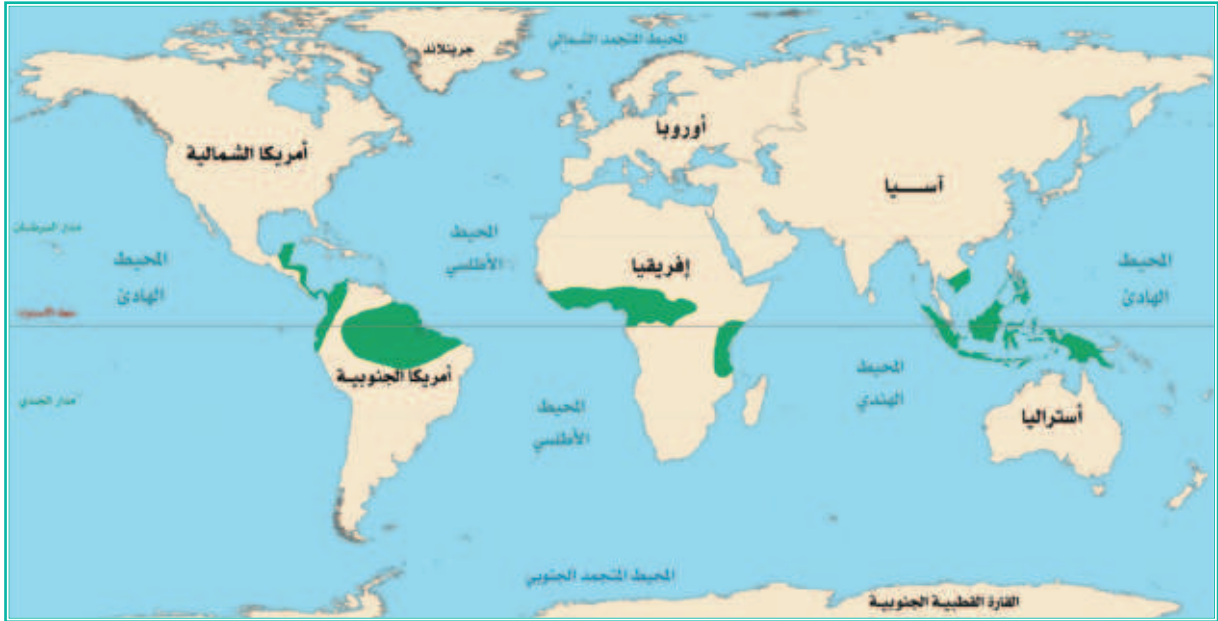 المحيط المتجمد الشمالي
جرينلاند
أوروبا
أمريكا الشمالية
آســـيا
مدار السرطان
المحيط
الأطلسي
المحيط
الهادئ
إفريقيا
المحيط
الهادئ
خط الاستواء
المحيط
الهندي
أمريكا الجنوبية
مدار الجدي
المحيط
الأطلسي
أستراليا
المحيط المتجمد الجنوبي
القارة القطبية الجنوبية